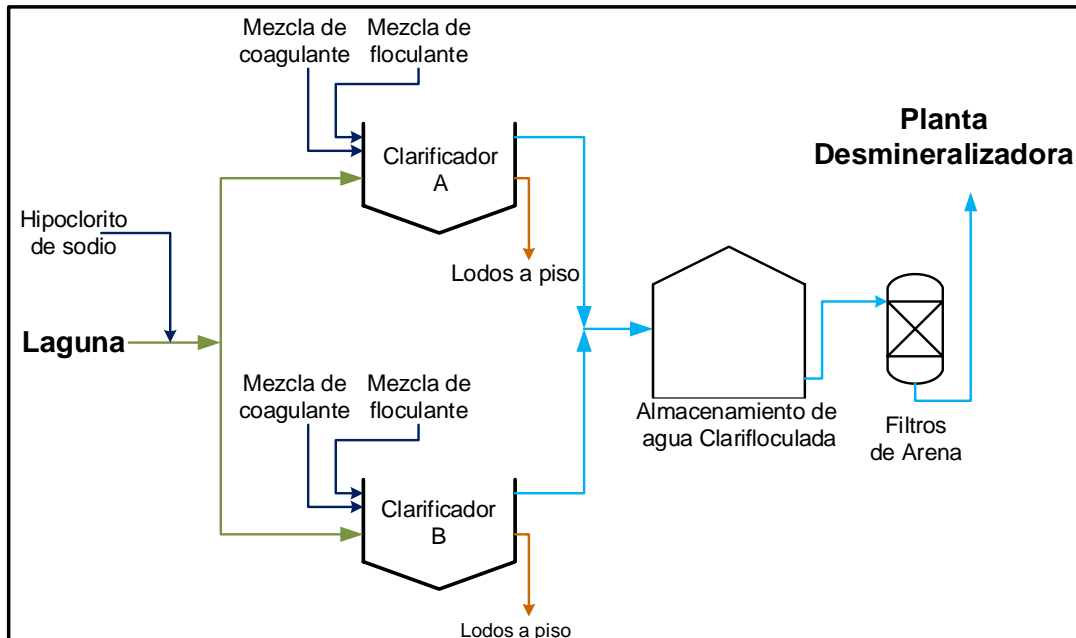 Mezcla de
coagulante
Mezcla de
floculante
Clarificador
A
Lodos a piso
Hipoclorito
de sodio
Laguna
Planta
Desmineralizadora
Mezcla de
coagulante
Mezcla de
floculante
Clarificador
B
Lodos a piso
Almacenamiento de
agua Clarifloculada
Filtros
de Arena